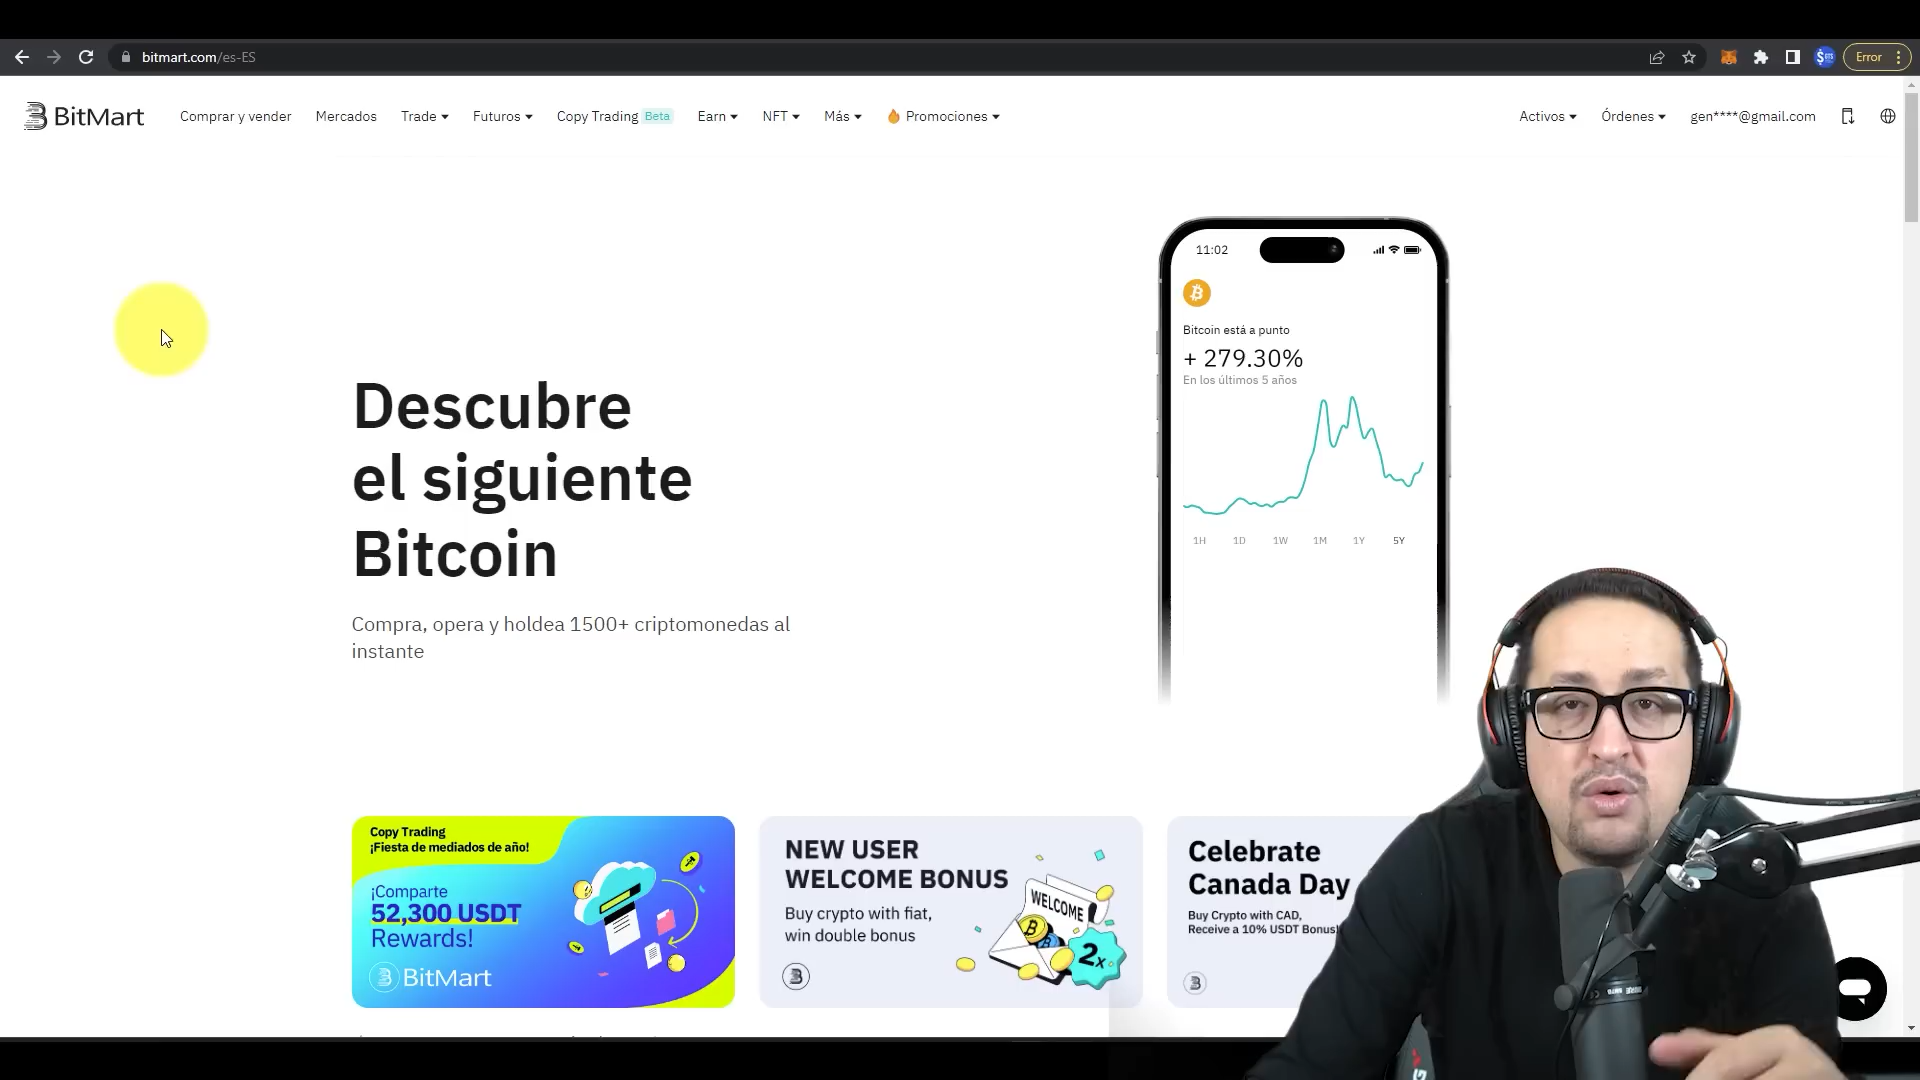 bitmart.com/es-ES
Error
BitMart
Comprar y vender
Mercados
Trade
Futuros
Copy Trading Beta
Earn
NFT
Más
Promociones
Activos
Órdenes
gen****@gmail.com
11:02
Bitcoin está a punto
+ 279.30%
En los últimos 5 años
1H 1D 1W 1M 1Y 5Y
Descubre
el siguiente
Bitcoin
Compra, opera y holdea 1500+ criptomonedas al
instante
Copy Trading
¡Fiesta de mediados de año!
¡Comparte
52,300 USDT
Rewards!
BitMart
NEW USER
WELCOME BONUS
Buy crypto with fiat,
win double bonus
WELCOME
2x
Celebrate
Canada Day
Buy Crypto with CAD,
Receive a 10% USDT Bonus!